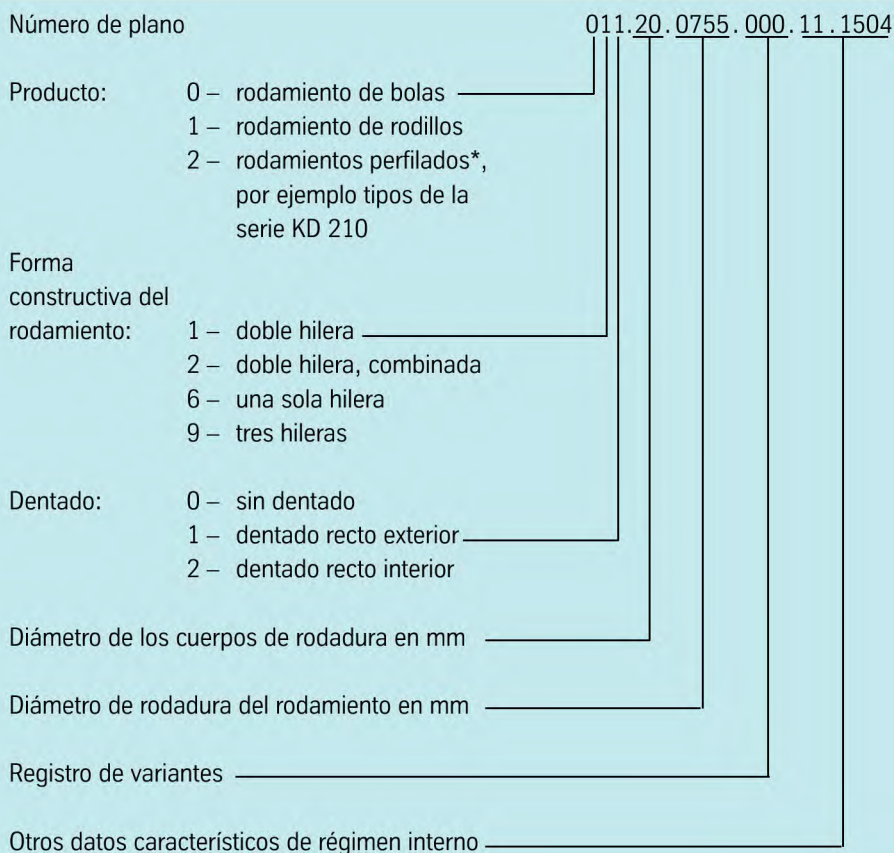 Número de plano 011.20.0755.000.11.1504
Producto: 0 – rodamiento de bolas
1 – rodamiento de rodillos
2 – rodamientos perfilados*,
por ejemplo tipos de la
serie KD 210
Forma
constructiva del
rodamiento: 1 – doble hilera
2 – doble hilera, combinada
6 – una sola hilera
9 – tres hileras
Dentado: 0 – sin dentado
1 – dentado recto exterior
2 – dentado recto interior
Diámetro de los cuerpos de rodadura en mm
Diámetro de rodadura del rodamiento en mm
Registro de variantes
Otros datos característicos de régimen interno